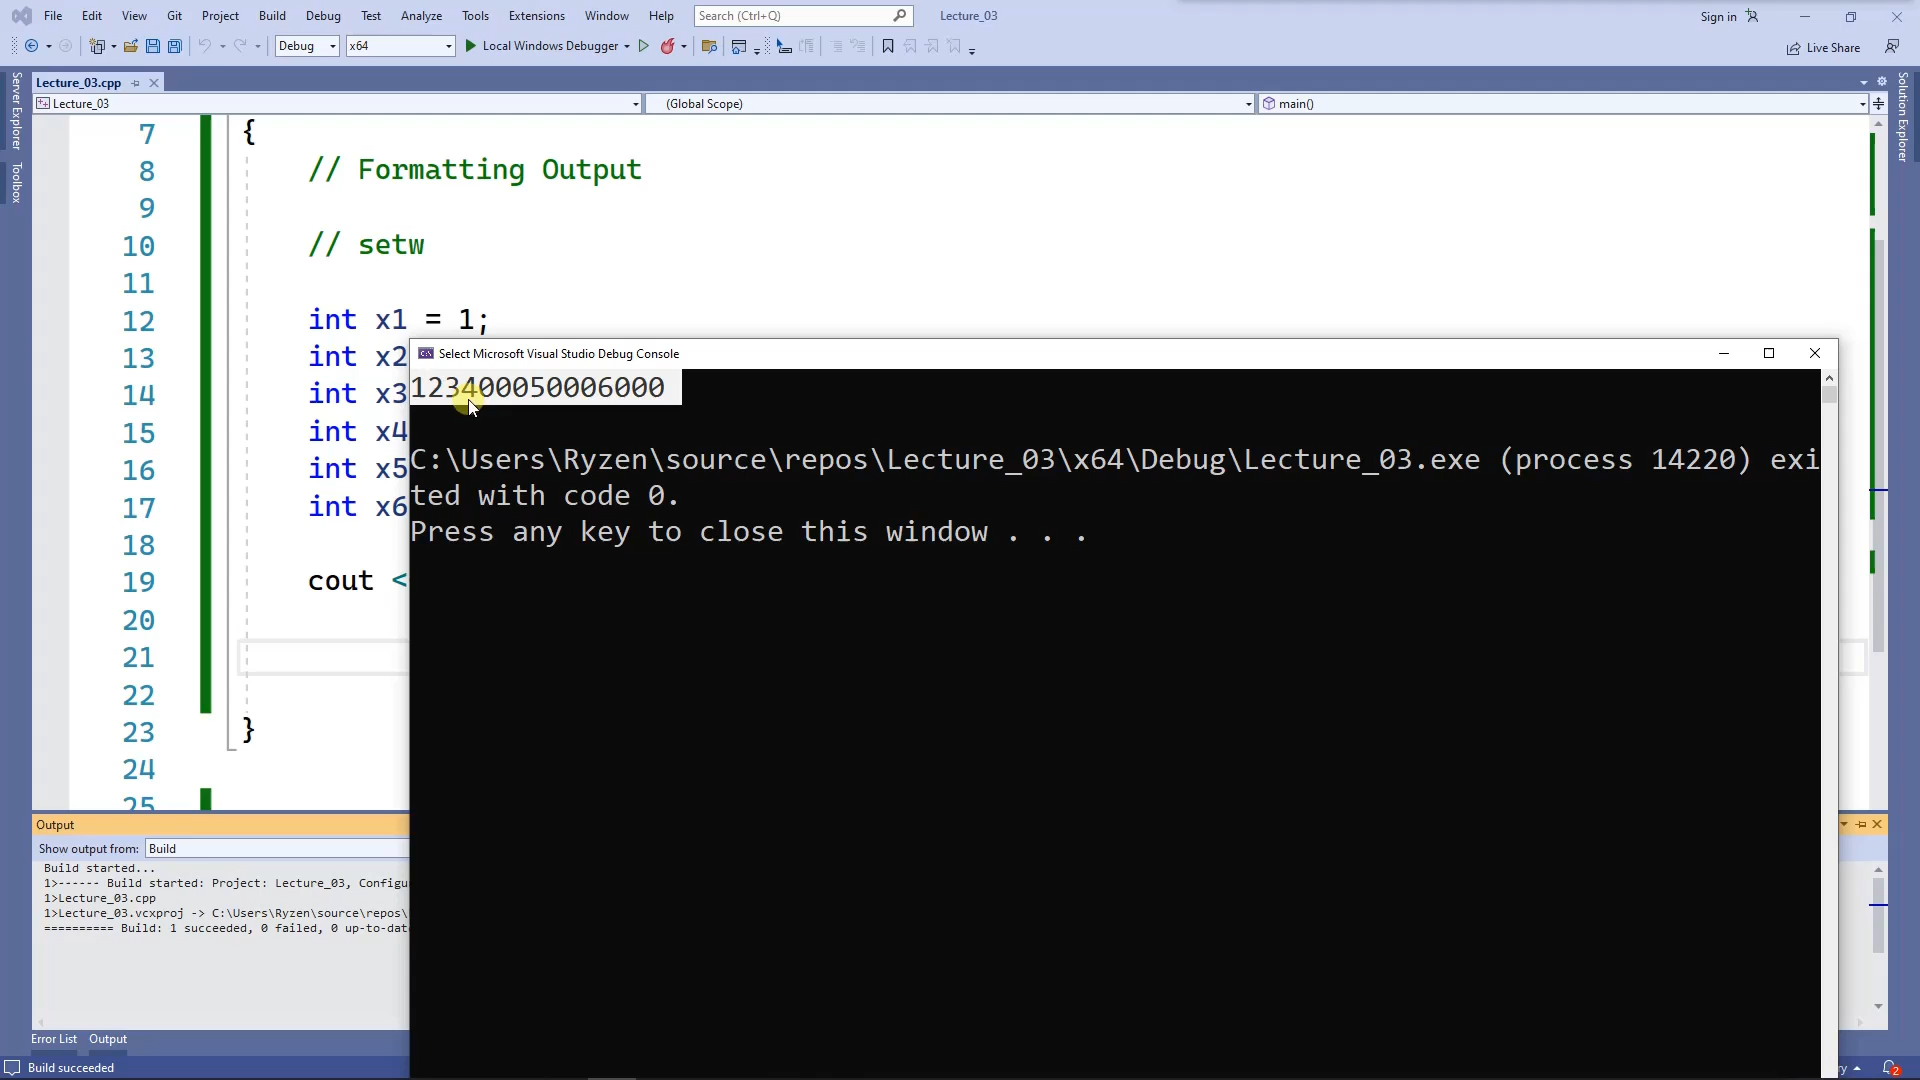 File Edit View Git Project Build Debug Test Analyze Tools Extensions Window Help Search (Ctrl+Q) Lecture_03 Sign in
Debug x64 Local Windows Debugger Live Share
Lecture_03.cpp
Lecture_03 (Global Scope) main()
Server Explorer
Toolbox
Solution Explorer
7 {
8 // Formatting Output
9
10 // setw
11
12 int x1 = 1;
13 int x2
14 int x3
15 int x4
16 int x5
17 int x6
18
19 cout <
20
21
22
23 }
24
25
Select Microsoft Visual Studio Debug Console
123400050006000
C:\Users\Ryzen\source\repos\Lecture_03\x64\Debug\Lecture_03.exe (process 14220) exi
ted with code 0.
Press any key to close this window . . .
Output
Show output from: Build
Build started...
1>------ Build started: Project: Lecture_03, Configu
1>Lecture_03.cpp
1>Lecture_03.vcxproj -> C:\Users\Ryzen\source\repos\
========== Build: 1 succeeded, 0 failed, 0 up-to-dat
Error List Output
Build succeeded
ry
2